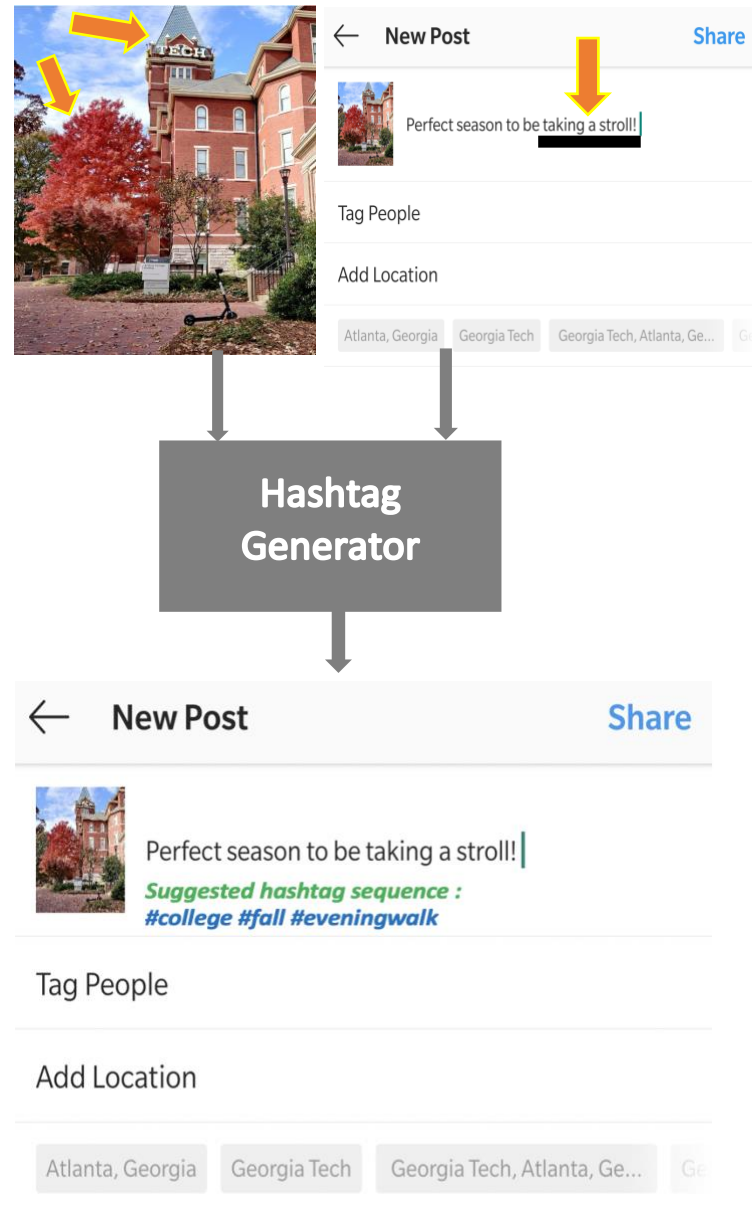 TECH
← New Post Share
Perfect season to be taking a stroll!
Tag People
Add Location
Atlanta, Georgia Georgia Tech Georgia Tech, Atlanta, Ge... Ge
Hashtag
Generator
← New Post Share
Perfect season to be taking a stroll!
Suggested hashtag sequence :
#college #fall #eveningwalk
Tag People
Add Location
Atlanta, Georgia Georgia Tech Georgia Tech, Atlanta, Ge... Ge